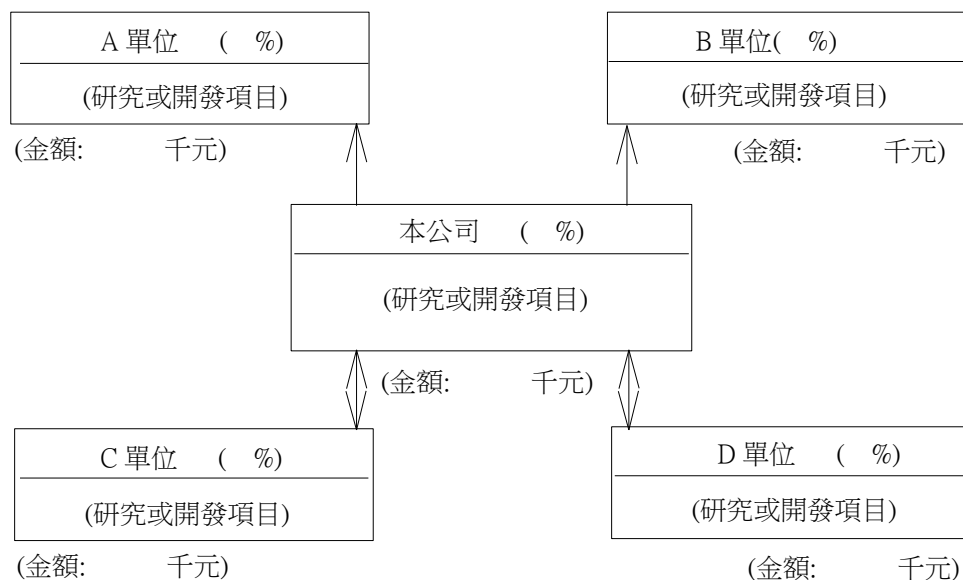 A 單位 ( %)
(研究或開發項目)
(金額: 千元)
B 單位( %)
(研究或開發項目)
(金額: 千元)
本公司 ( %)
(研究或開發項目)
(金額: 千元)
C 單位 ( %)
(研究或開發項目)
(金額: 千元)
D 單位 ( %)
(研究或開發項目)
(金額: 千元)